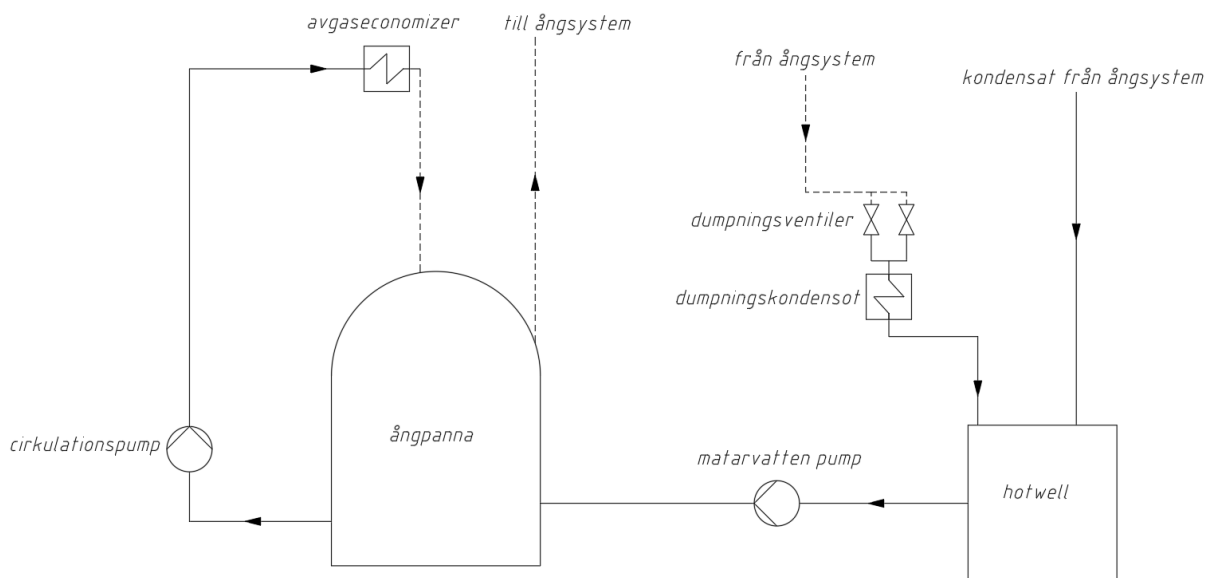 avgaseconomizer
till ångsystem
från ångsystem
kondensat från ångsystem
dumpningsventiler
dumpningskondensot
cirkulationspump
ångpanna
matarvatten pump
hotwell